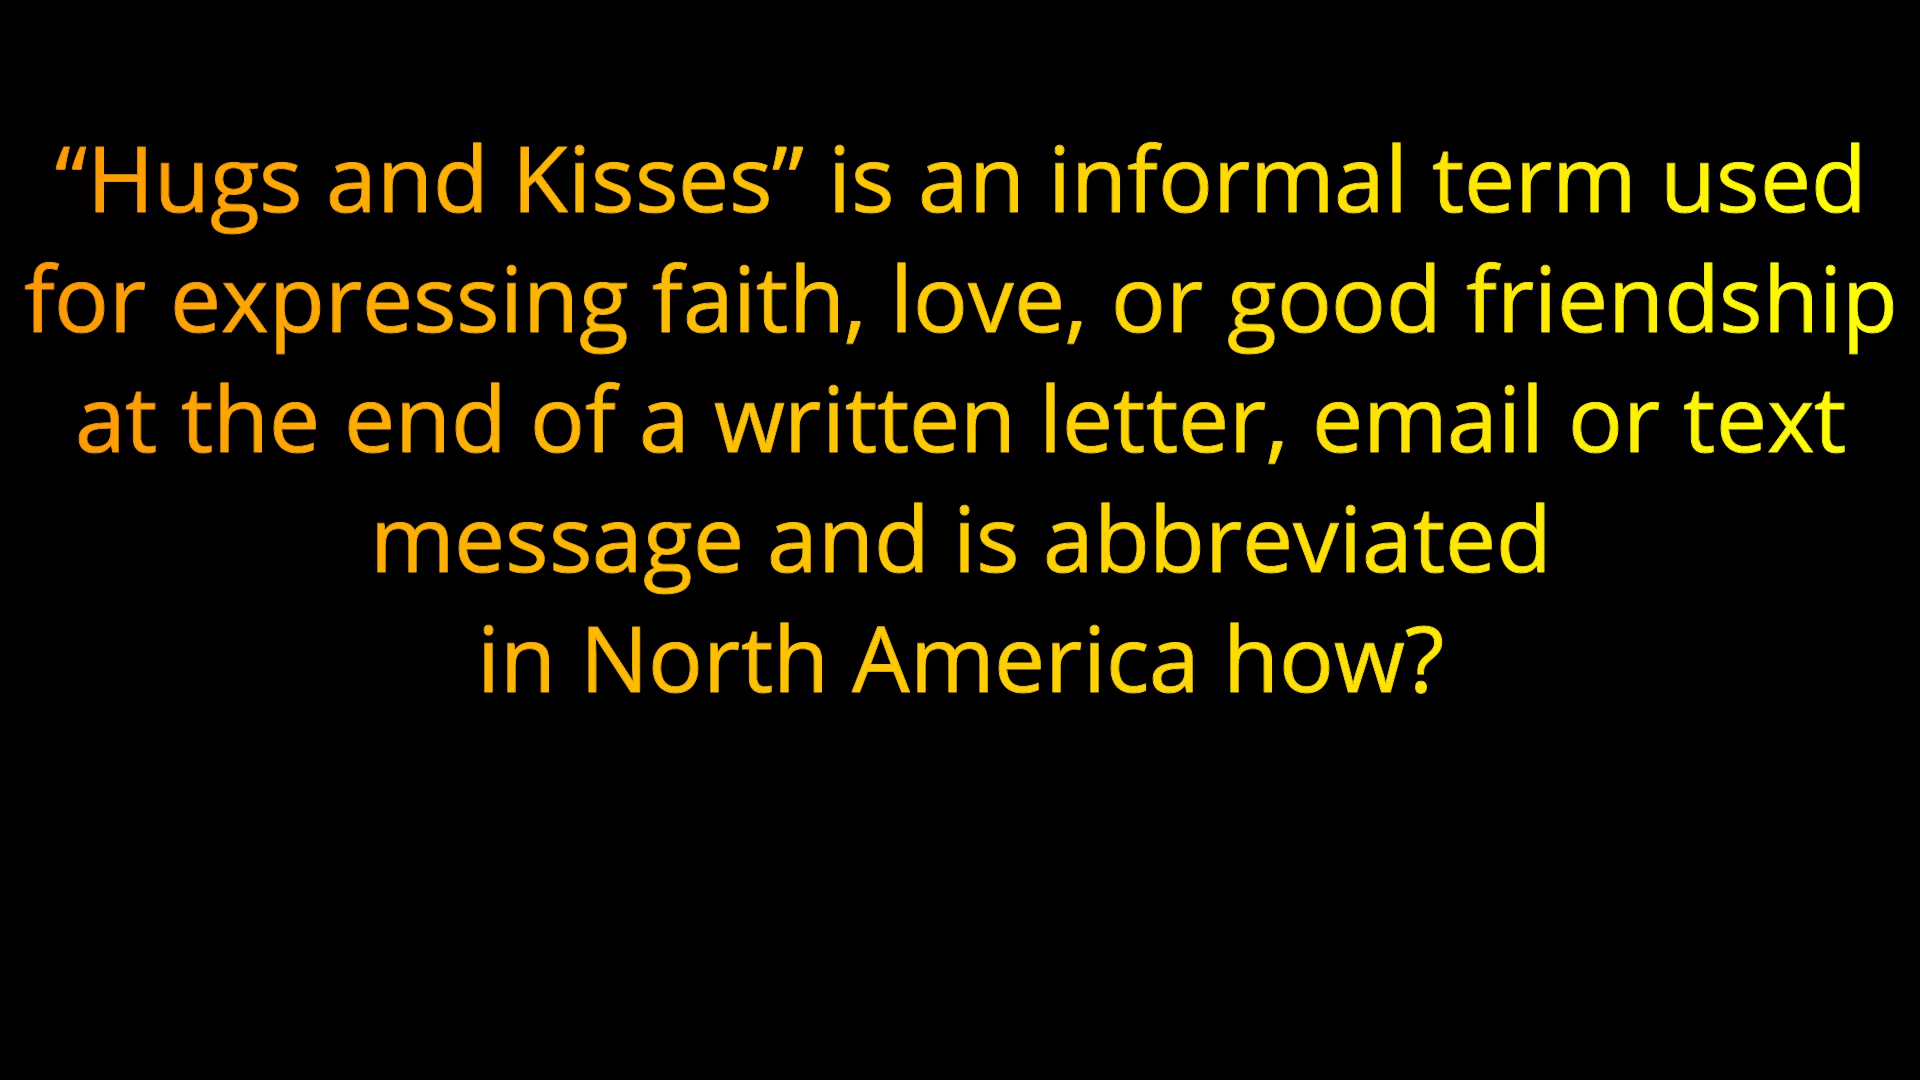 “Hugs and Kisses” is an informal term used
for expressing faith, love, or good friendship
at the end of a written letter, email or text
message and is abbreviated
in North America how?